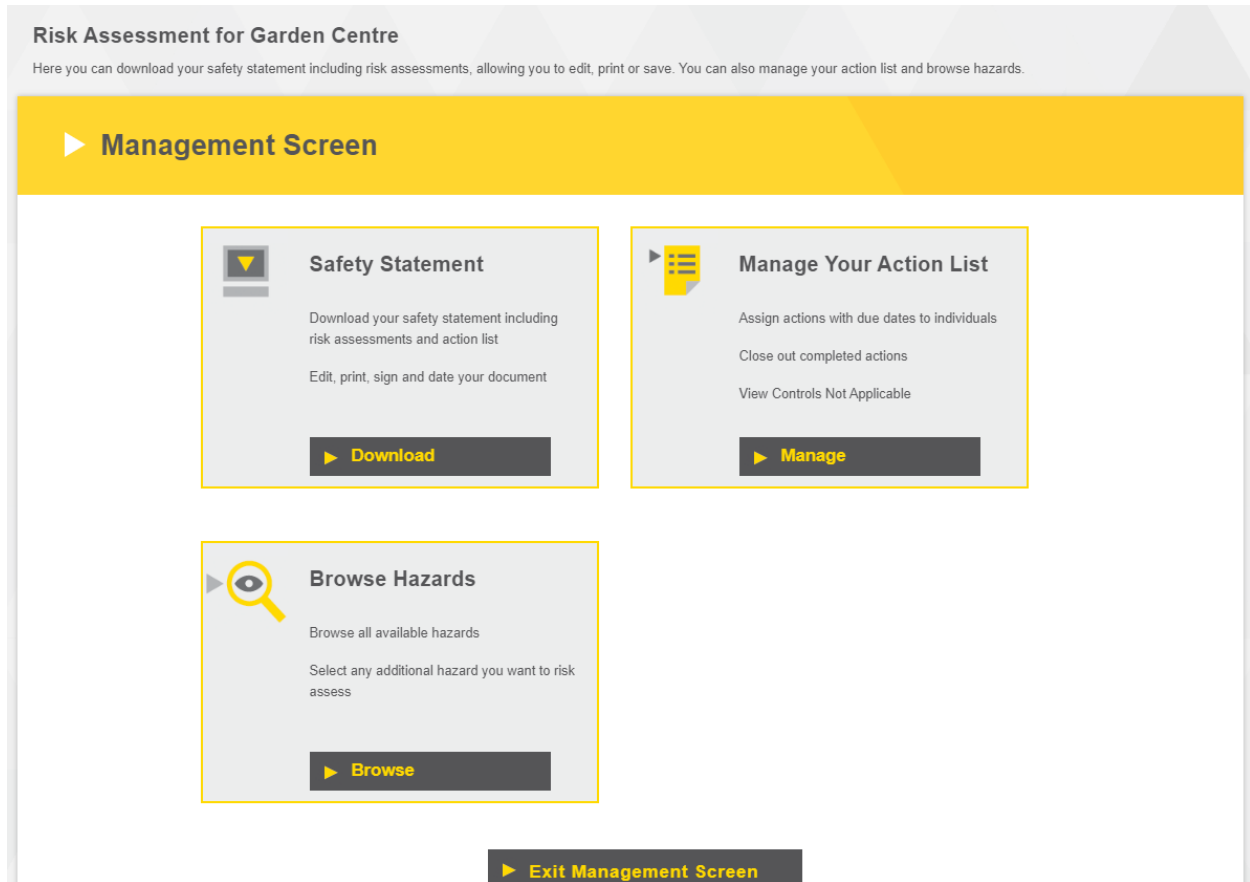 Risk Assessment for Garden Centre
Here you can download your safety statement including risk assessments, allowing you to edit, print or save. You can also manage your action list and browse hazards.
Management Screen
Safety Statement
Download your safety statement including
risk assessments and action list
Edit, print, sign and date your document
Download
Manage Your Action List
Assign actions with due dates to individuals
Close out completed actions
View Controls Not Applicable
Manage
Browse Hazards
Browse all available hazards
Select any additional hazard you want to risk
assess
Browse
Exit Management Screen